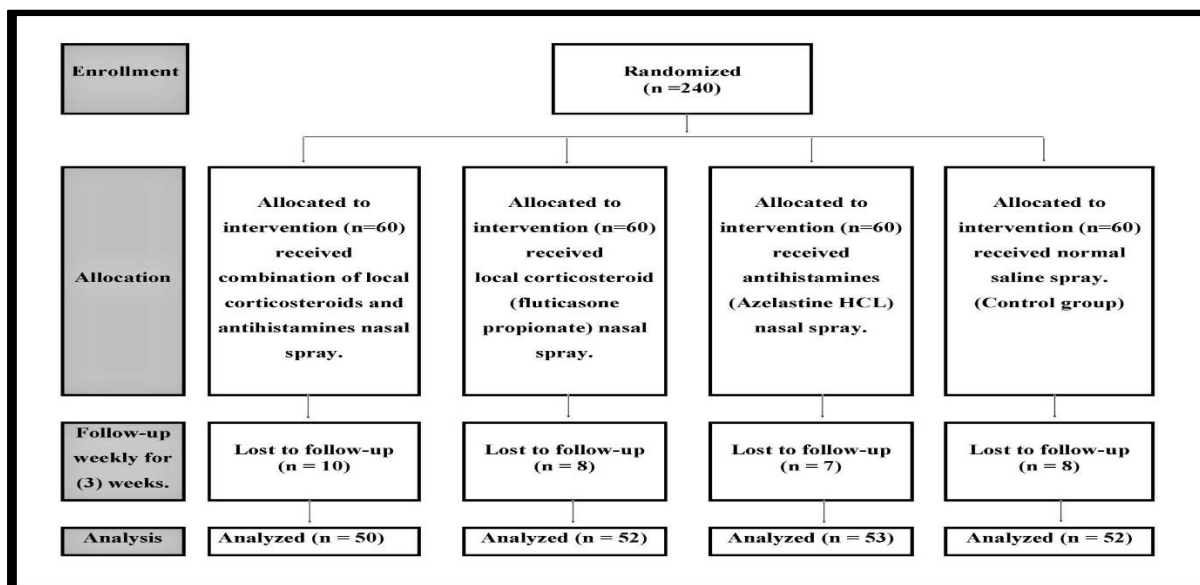 Enrollment
Randomized
(n =240)
Allocation
Allocated to
intervention (n=60)
received
combination of local
corticosteroids and
antihistamines nasal
spray.
Allocated to
intervention (n=60)
received
local corticosteroid
(fluticasone
propionate) nasal
spray.
Allocated to
intervention (n=60)
received
antihistamines
(Azelastine HCL)
nasal spray.
Allocated to
intervention (n=60)
received normal
saline spray.
(Control group)
Follow-up
weekly for
(3) weeks.
Lost to follow-up
(n = 10)
Lost to follow-up
(n = 8)
Lost to follow-up
(n = 7)
Lost to follow-up
(n = 8)
Analysis
Analyzed (n = 50)
Analyzed (n = 52)
Analyzed (n = 53)
Analyzed (n = 52)